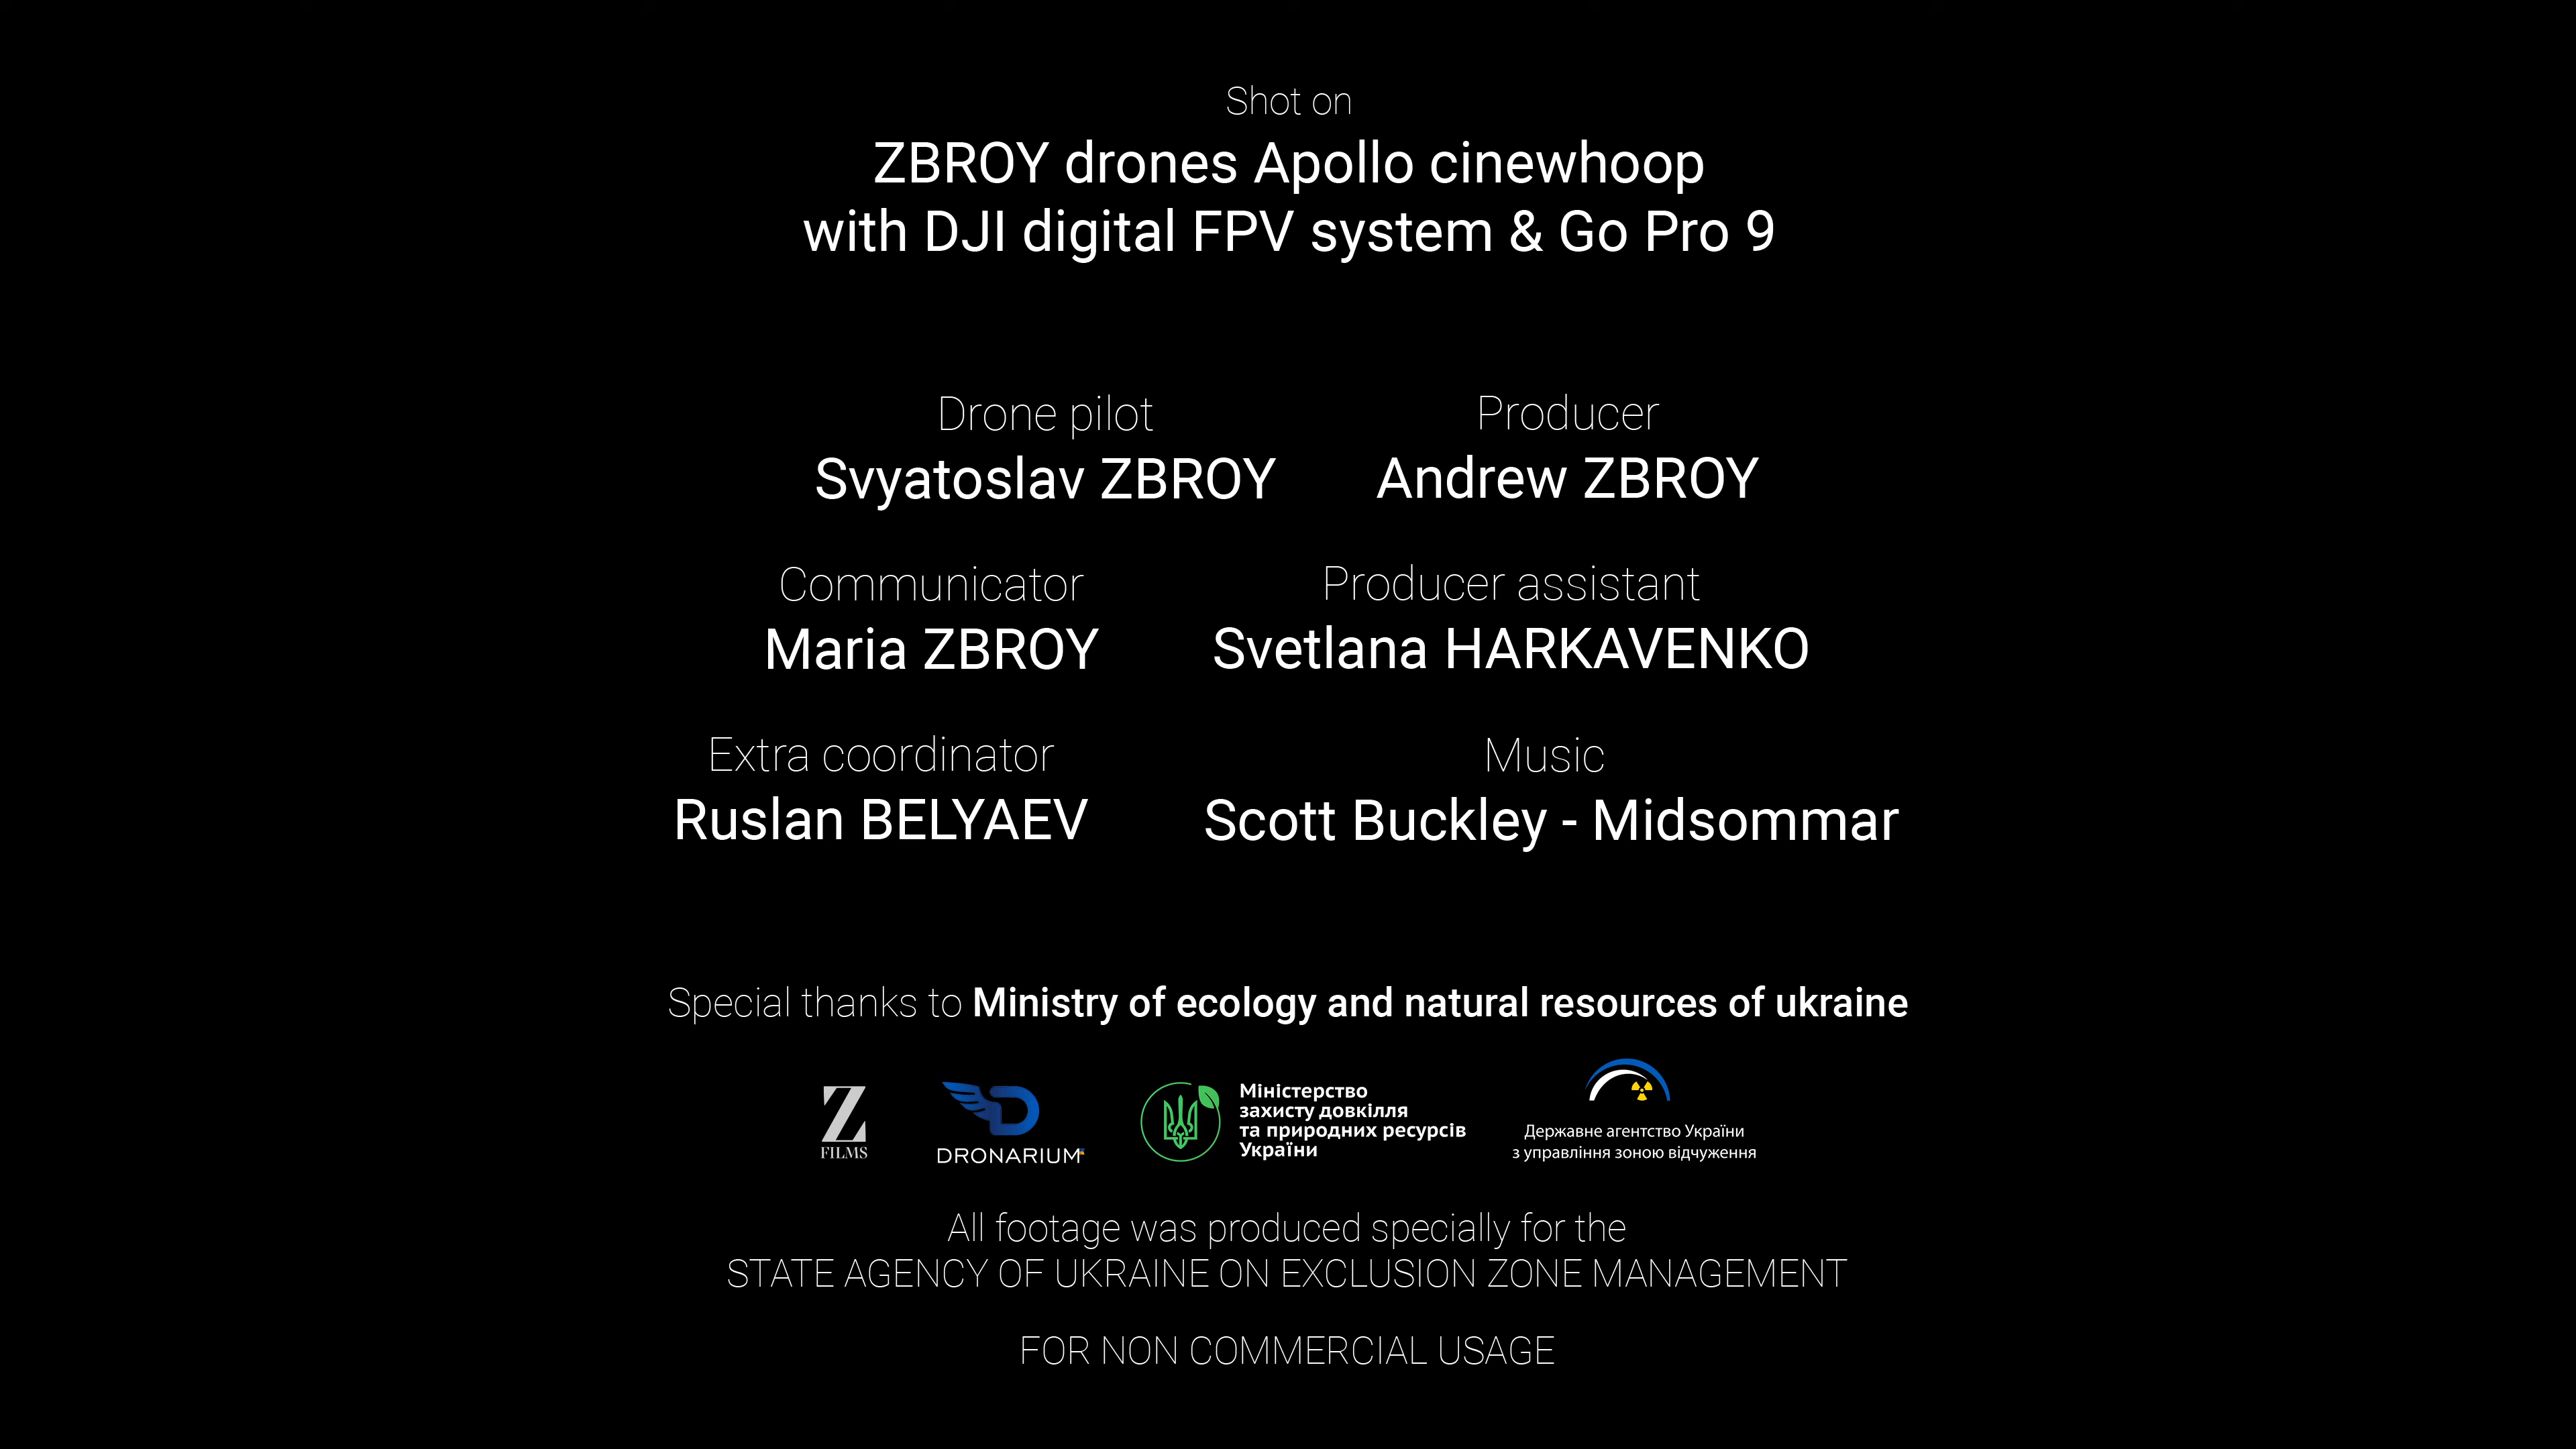 Shot on
ZBROY drones Apollo cinewhoop
with DJI digital FPV system & Go Pro 9
Drone pilot
Svyatoslav ZBROY
Producer
Andrew ZBROY
Communicator
Maria ZBROY
Producer assistant
Svetlana HARKAVENKO
Extra coordinator
Ruslan BELYAEV
Music
Scott Buckley - Midsommar
Special thanks to Ministry of ecology and natural resources of ukraine
Z
FILMS
D
DRONARIUM
Міністерство
захисту довкілля
та природних ресурсів
України
Державне агентство України
з управління зоною відчуження
All footage was produced specially for the
STATE AGENCY OF UKRAINE ON EXCLUSION ZONE MANAGEMENT
FOR NON COMMERCIAL USAGE